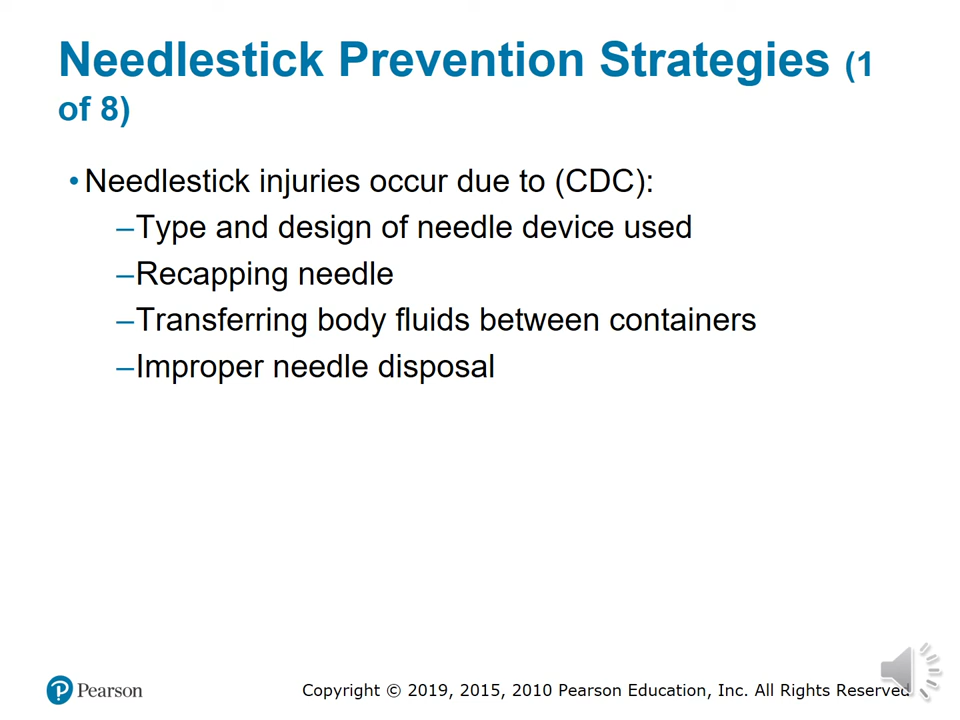 Needlestick Prevention Strategies (1
of 8)
•Needlestick injuries occur due to (CDC):
–Type and design of needle device used
–Recapping needle
–Transferring body fluids between containers
–Improper needle disposal
Pearson
Copyright © 2019, 2015, 2010 Pearson Education, Inc. All Rights Reserved